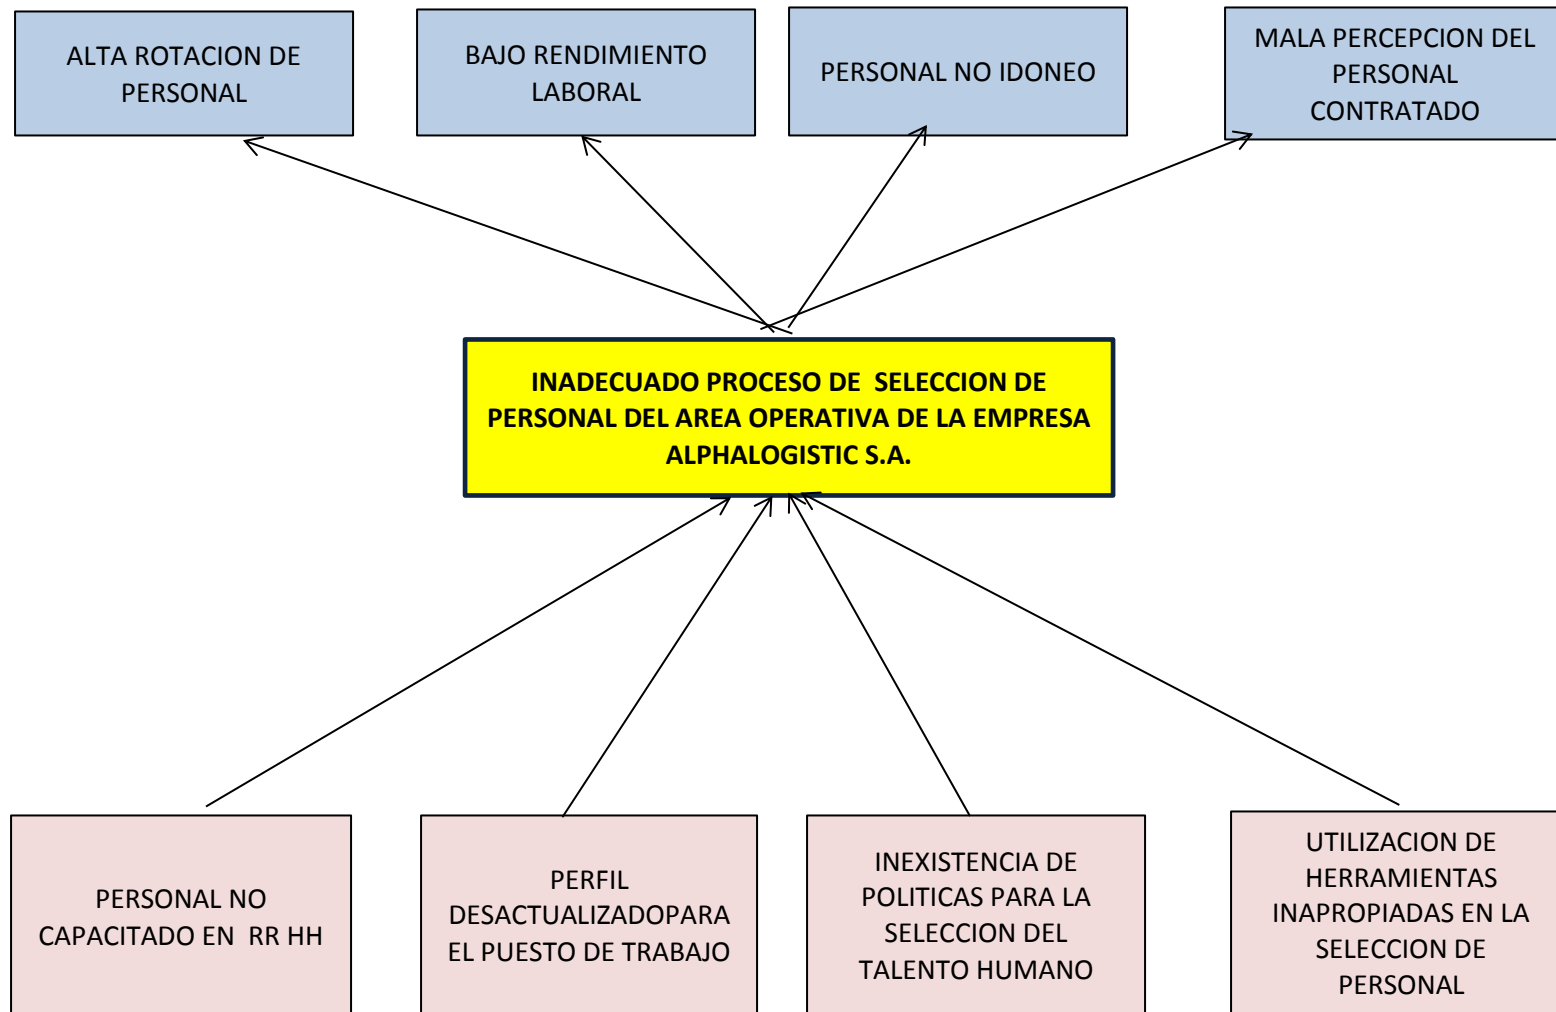 ALTA ROTACION DE
PERSONAL
BAJO RENDIMIENTO
LABORAL
PERSONAL NO IDONEO
MALA PERCEPCION DEL
PERSONAL
CONTRATADO
INADECUADO PROCESO DE SELECCION DE
PERSONAL DEL AREA OPERATIVA DE LA EMPRESA
ALPHALOGISTIC S.A.
PERSONAL NO
CAPACITADO EN RR HH
PERFIL
DESACTUALIZADOPARA
EL PUESTO DE TRABAJO
INEXISTENCIA DE
POLITICAS PARA LA
SELECCION DEL
TALENTO HUMANO
UTILIZACION DE
HERRAMIENTAS
INAPROPIADAS EN LA
SELECCION DE
PERSONAL